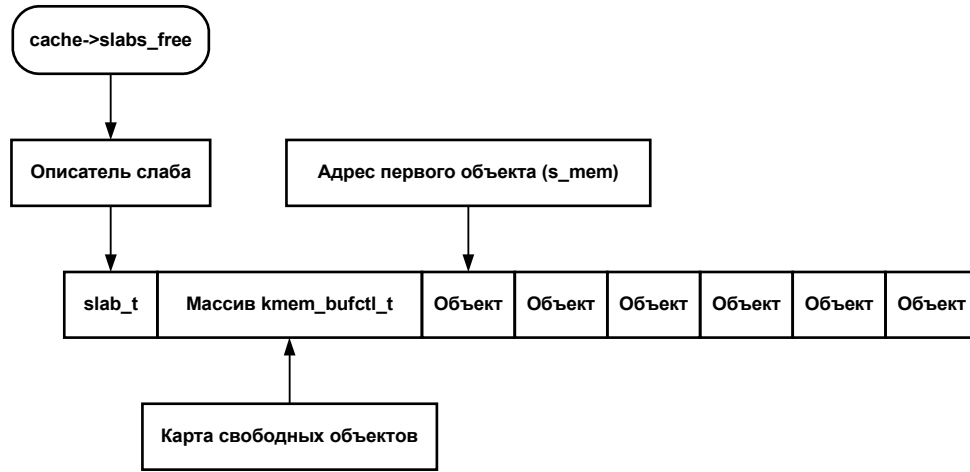 cache->slabs_free
Описатель слаба
Адрес первого объекта (s_mem)
slab_t
Массив kmem_bufctl_t
Объект
Объект
Объект
Объект
Объект
Объект
Карта свободных объектов